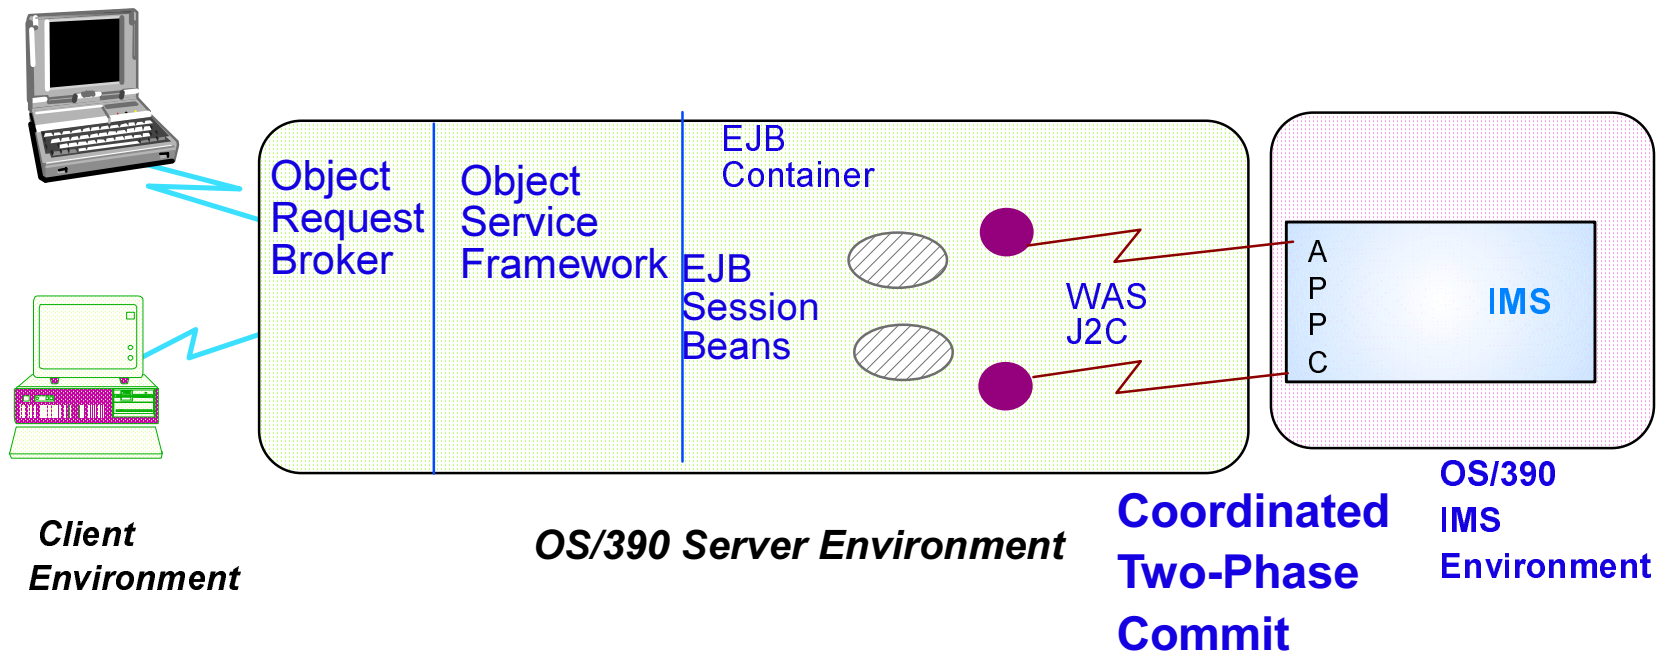 Object
Request
Broker
Object
Service
Framework
EJB
Container
EJB
Session
Beans
WAS
J2C
A
P
P
C
IMS
Client
Environment
OS/390 Server Environment
Coordinated
Two-Phase
Commit
OS/390
IMS
Environment